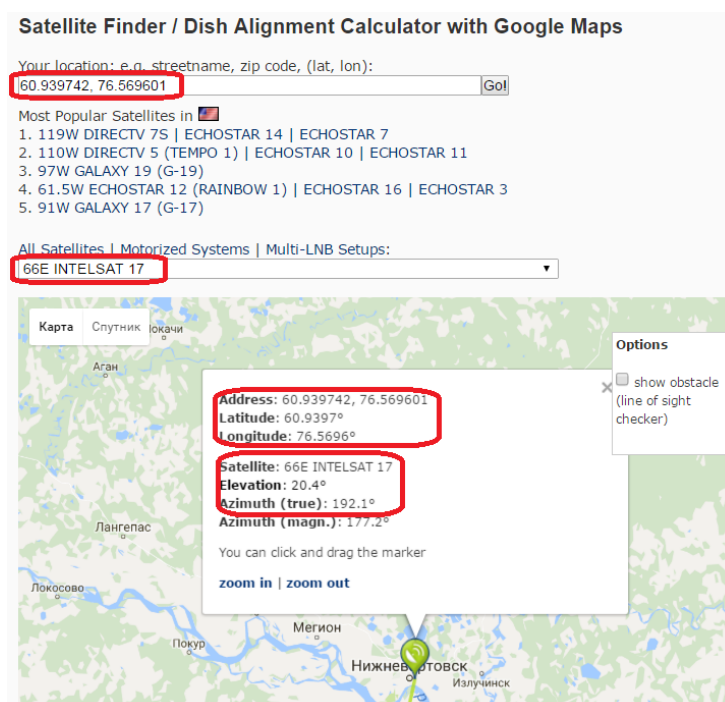 Satellite Finder / Dish Alignment Calculator with Google Maps
Your location: e.g. streetname, zip code, (lat, lon):
60.939742, 76.569601 Go!
Most Popular Satellites in
1. 119W DIRECTV 7S | ECHOSTAR 14 | ECHOSTAR 7
2. 110W DIRECTV 5 (TEMPO 1) | ECHOSTAR 10 | ECHOSTAR 11
3. 97W GALAXY 19 (G-19)
4. 61.5W ECHOSTAR 12 (RAINBOW 1) | ECHOSTAR 16 | ECHOSTAR 3
5. 91W GALAXY 17 (G-17)
All Satellites | Motorized Systems | Multi-LNB Setups:
66E INTELSAT 17
Карта Спутник
Аган
Options
show obstacle
(line of sight
checker)
Address: 60.939742, 76.569601
Latitude: 60.9397°
Longitude: 76.5696°
Satellite: 66E INTELSAT 17
Elevation: 20.4°
Azimuth (true): 192.1°
Azimuth (magn.): 177.2°
You can click and drag the marker
zoom in | zoom out
Лангепас
Локосово
Мегион
Покур
Излучинск